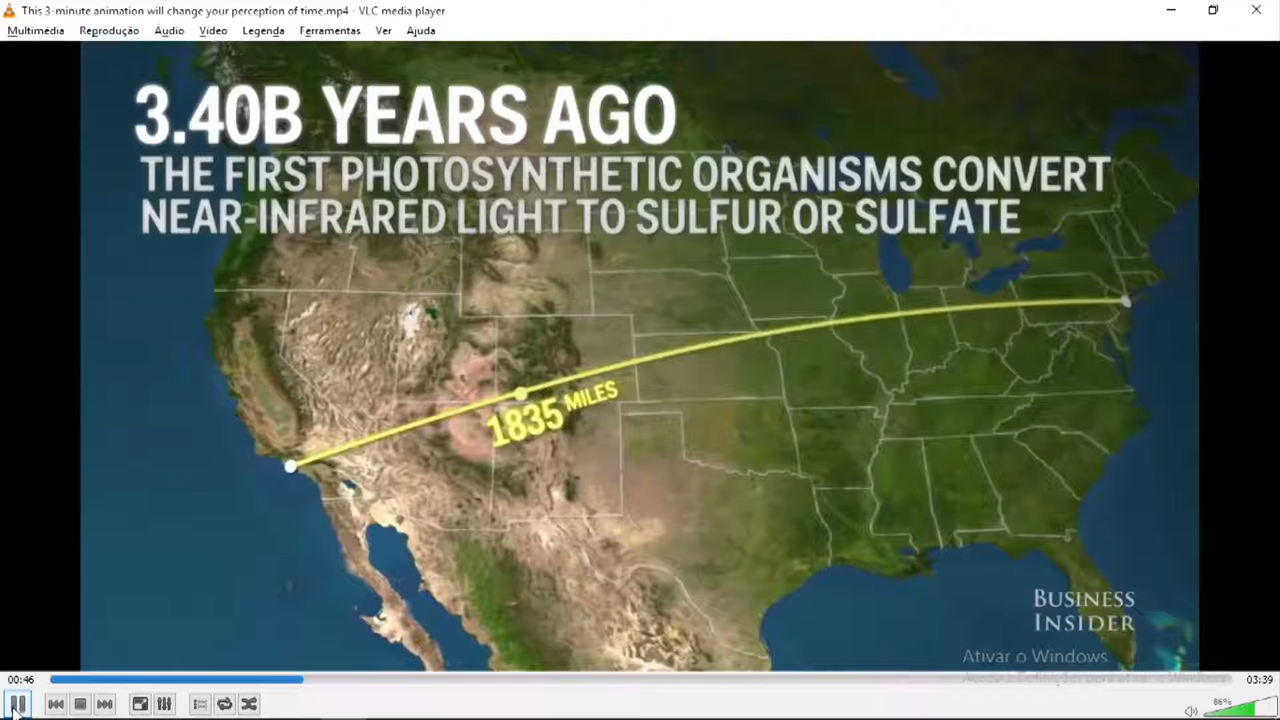 This 3-minute animation will change your perception of time.mp4 - VLC media player
Multimédia Reprodução Áudio Vídeo Legenda Ferramentas Ver Ajuda
3.40B YEARS AGO
THE FIRST PHOTOSYNTHETIC ORGANISMS CONVERT
NEAR-INFRARED LIGHT TO SULFUR OR SULFATE
1835 MILES
BUSINESS
INSIDER
Ativar o Windows
00:46
03:39
86%